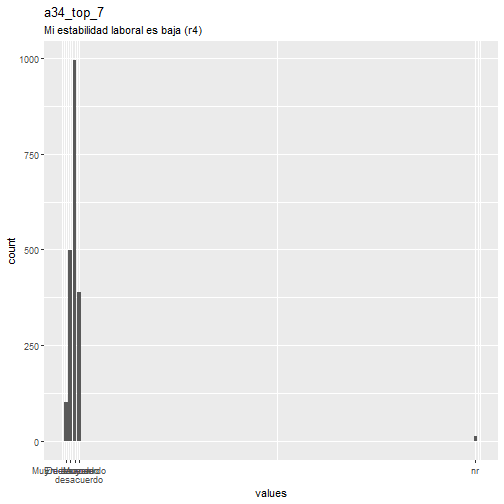 a34_top_7
Mi estabilidad laboral es baja (r4)
1000
750
500
250
0
count
nr
desacuerdo
values